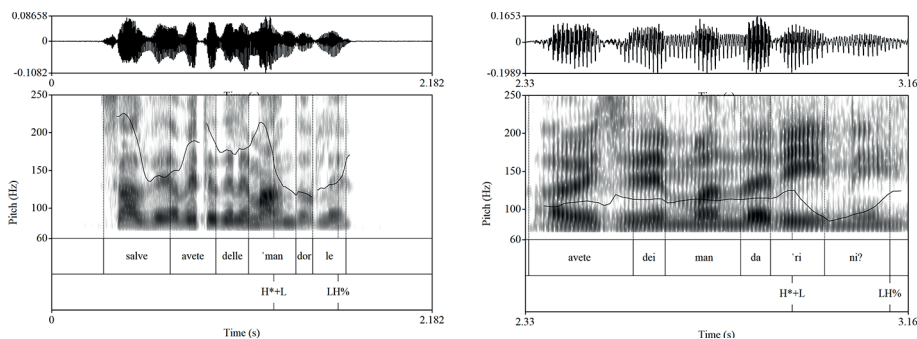 0.08658
0
-0.1082
0
2.182
Time (s)
250
200
150
100
60
Pitch (Hz)
salve avete delle ˈman dor le
H*+L LH%
0
2.182
Time (s)
0.1653
0
-0.1989
2.33
3.16
Time (s)
250
200
150
100
60
Pitch (Hz)
avete dei man da ˈri ni?
H*+L LH%
2.33
3.16
Time (s)